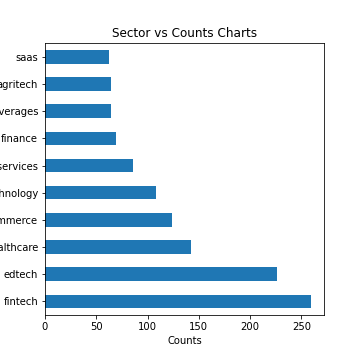 Sector vs Counts Charts
saas
agritech
verages
finance
services
hnology
mmerce
althcare
edtech
fintech
0 50 100 150 200 250
Counts